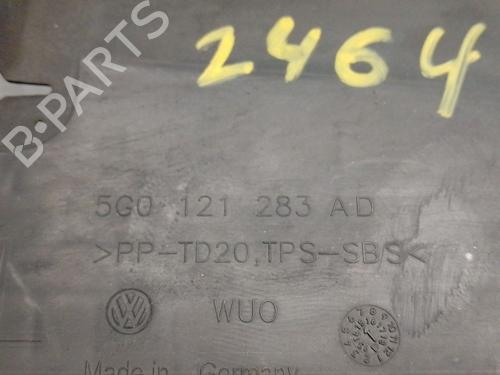 2464
B-PARTS
5G0 121 283 AD
>PP-TD20,TPS-SB/S<
WUO
Made in Germany